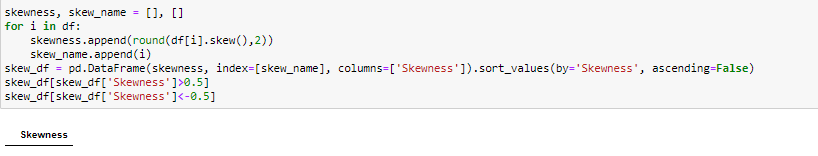 skewness, skew_name = [], []
for i in df:
    skewness.append(round(df[i].skew(),2))
    skew_name.append(i)
skew_df = pd.DataFrame(skewness, index=[skew_name], columns=['Skewness']).sort_values(by='Skewness', ascending=False)
skew_df[skew_df['Skewness']>0.5]
skew_df[skew_df['Skewness']<-0.5]
Skewness